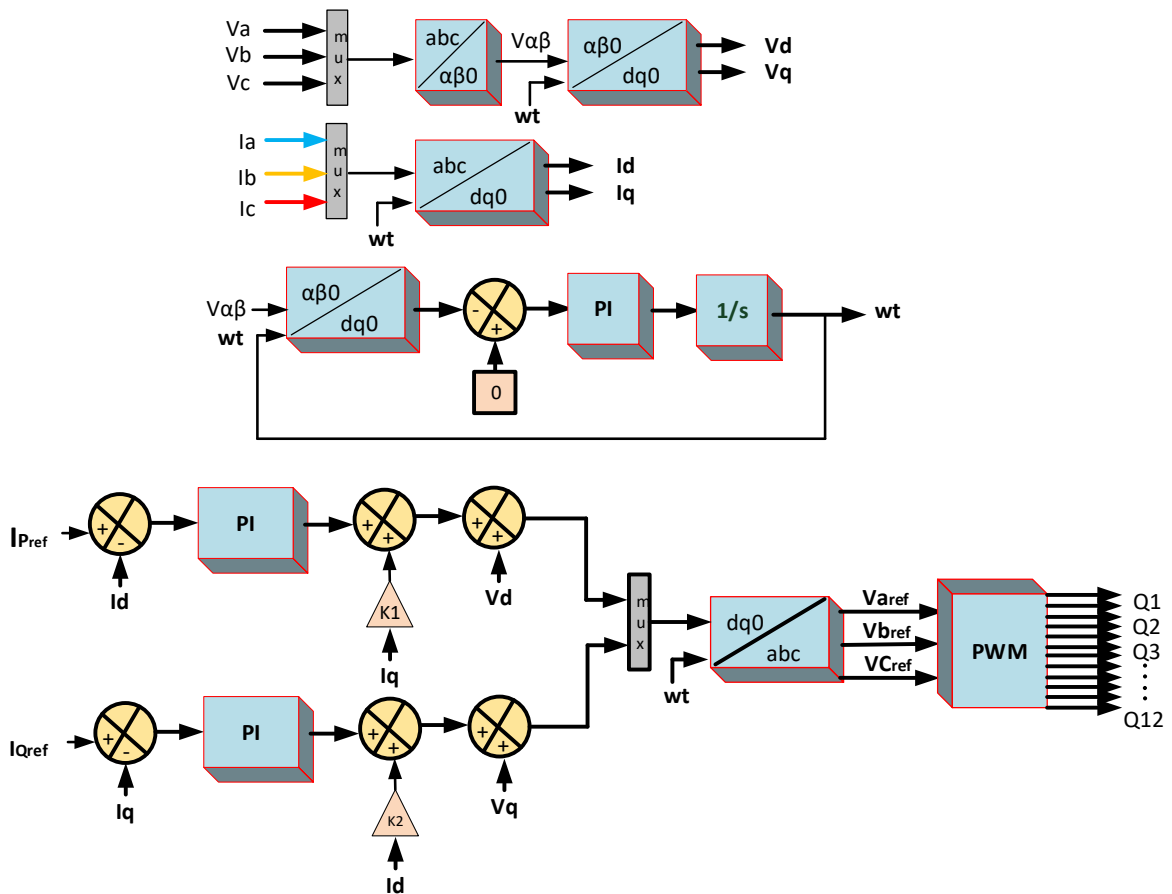 Va
Vb
Vc
m
u
x
abc
αβ0
Vαβ
αβ0
dq0
wt
Vd
Vq
Ia
Ib
Ic
m
u
x
abc
dq0
wt
Id
Iq
Vαβ
wt
αβ0
dq0
-
+
0
PI
1/s
wt
IPref
+
-
Id
PI
+
+
K1
Iq
+
+
Vd
IQref
+
-
Iq
PI
+
+
K2
Id
+
+
Vq
m
u
x
wt
dq0
abc
Varef
Vbref
VCref
PWM
Q1
Q2
Q3
Q12